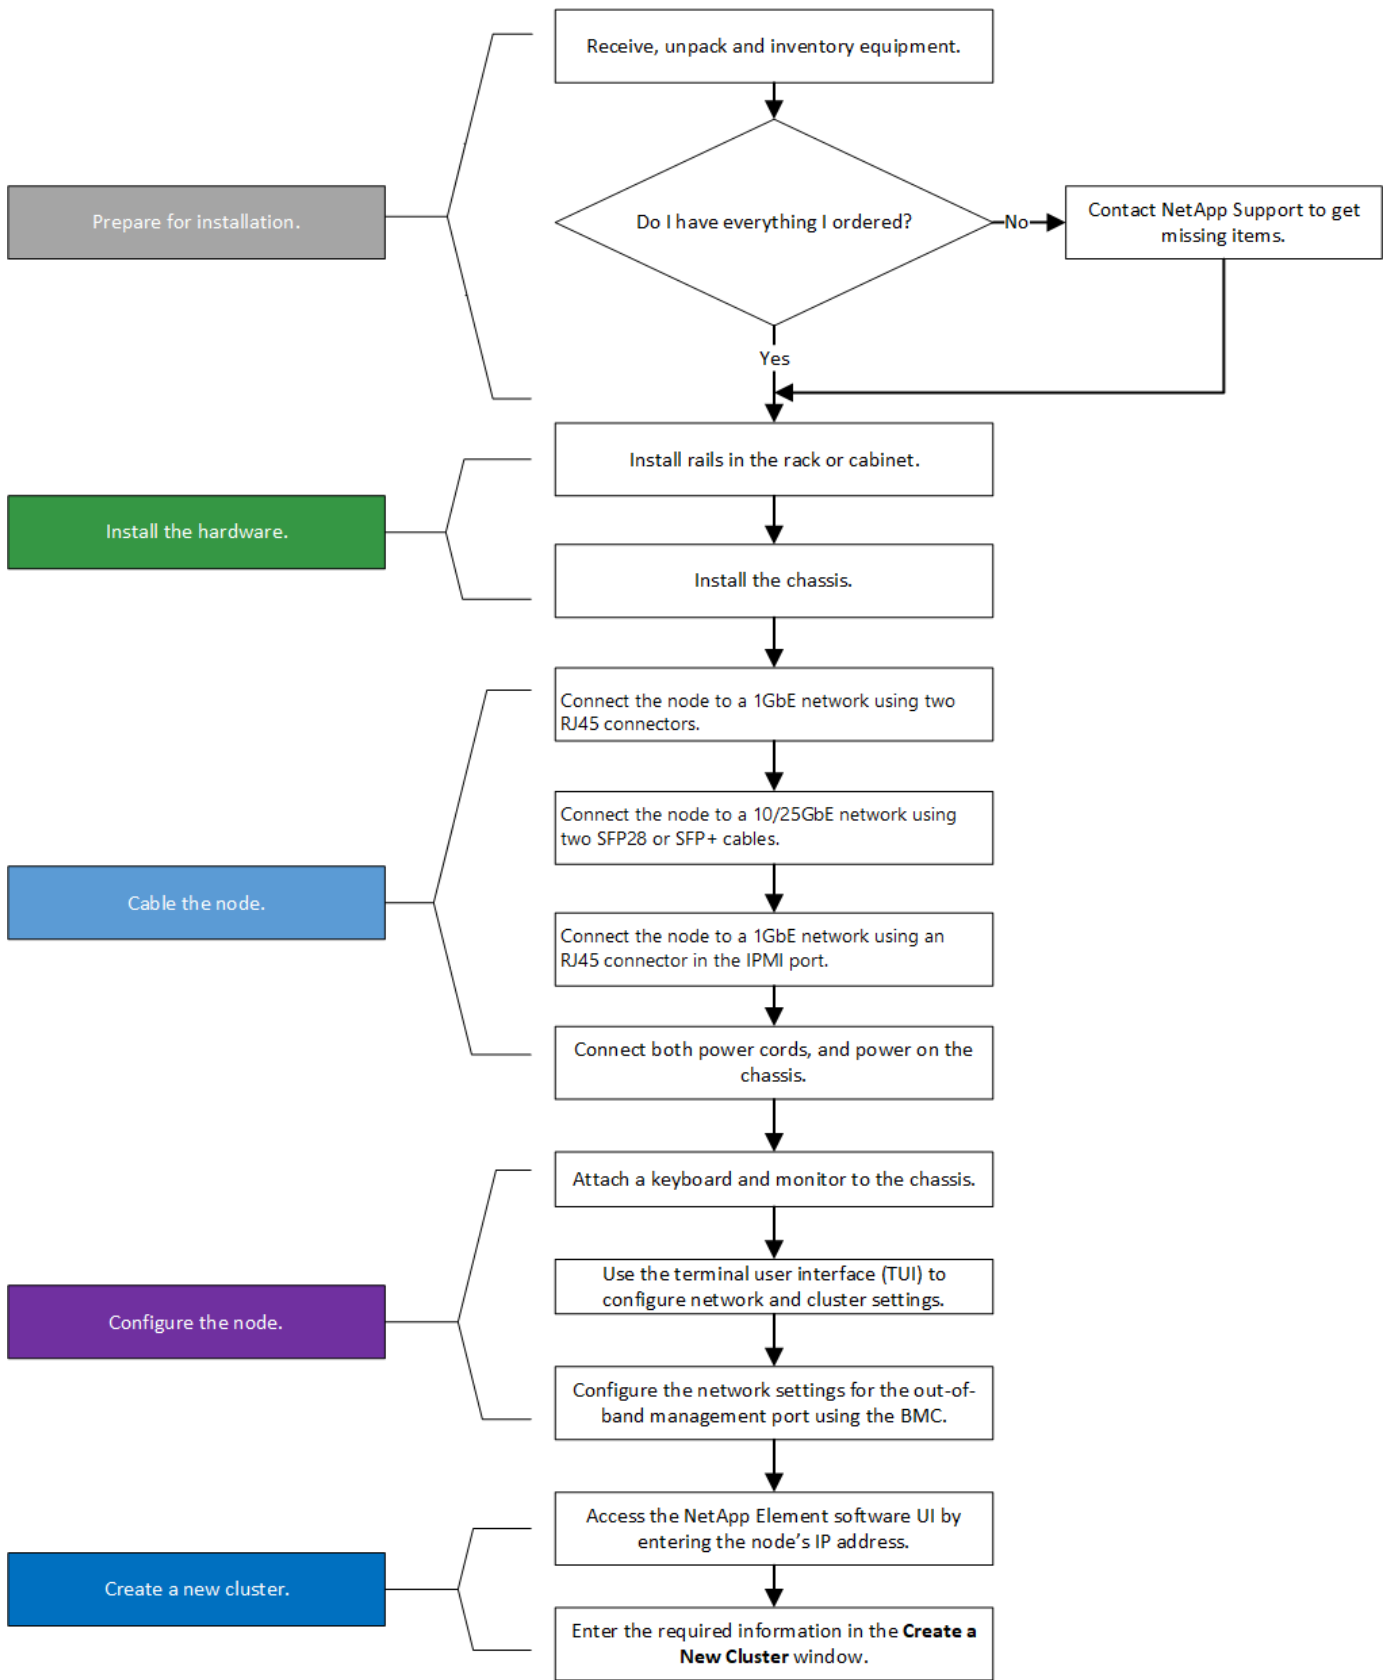 Receive, unpack and inventory equipment.
Prepare for installation.
Do I have everything I ordered?
No
Contact NetApp Support to get
missing items.
Yes
Install the hardware.
Install rails in the rack or cabinet.
Install the chassis.
Cable the node.
Connect the node to a 1GbE network using two
RJ45 connectors.
Connect the node to a 10/25GbE network using
two SFP28 or SFP+ cables.
Connect the node to a 1GbE network using an
RJ45 connector in the IPMI port.
Connect both power cords, and power on the
chassis.
Configure the node.
Attach a keyboard and monitor to the chassis.
Use the terminal user interface (TUI) to
configure network and cluster settings.
Configure the network settings for the out-of-
band management port using the BMC.
Create a new cluster.
Access the NetApp Element software UI by
entering the node’s IP address.
Enter the required information in the Create a
New Cluster window.